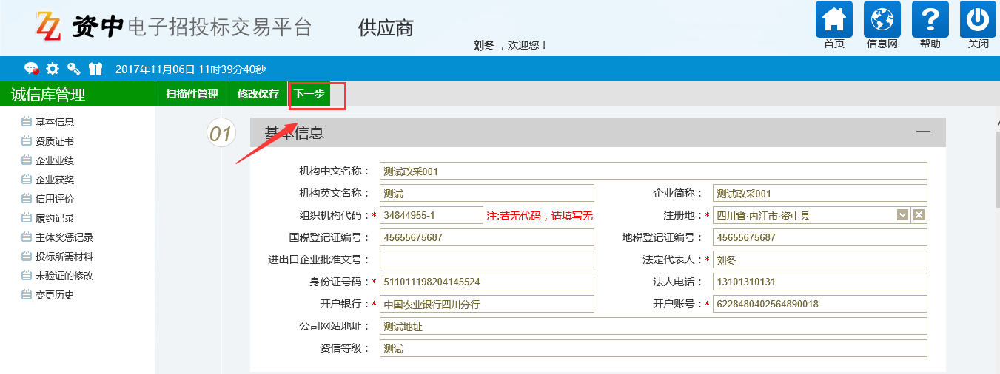 ZZ 资中 电子招投标交易平台 供应商
刘冬 ，欢迎您！
首页 信息网 帮助 关闭
2017年11月06日 11时39分40秒
诚信库管理 扫描件管理 修改保存 下一步
基本信息
资质证书
企业业绩
企业获奖
信用评价
履约记录
主体奖惩记录
投标所需材料
未验证的修改
变更历史
01 基本信息
机构中文名称： 测试政采001
机构英文名称： 测试 企业简称： 测试政采001
组织机构代码：* 34844955-1 注:若无代码，请填写无 注册地：* 四川省·内江市·资中县
国税登记证编号： 45655675687 地税登记证编号： 45655675687
进出口企业批准文号： 法定代表人：* 刘冬
身份证号码：* 511011198204145524 法人电话： 13101310131
开户银行：* 中国农业银行四川分行 开户账号：* 6228480402564890018
公司网站地址： 测试地址
资信等级： 测试